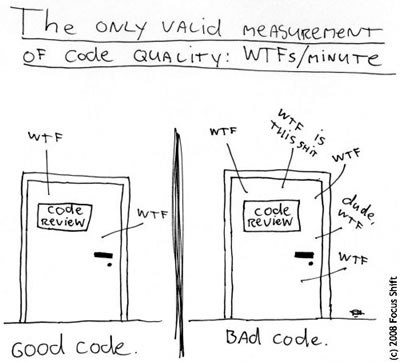 The ONLY VALID MEASUREMENT
OF CODE QUALITY: WTFs/MINUTE
WTF
CODE
REVIEW
WTF
GOOD CODE.
WTF
WTF IS
THIS SHIT
WTF
CODE
REVIEW
dude,
WTF
WTF
BAd CODE.
(c) 2008 Focus Shift